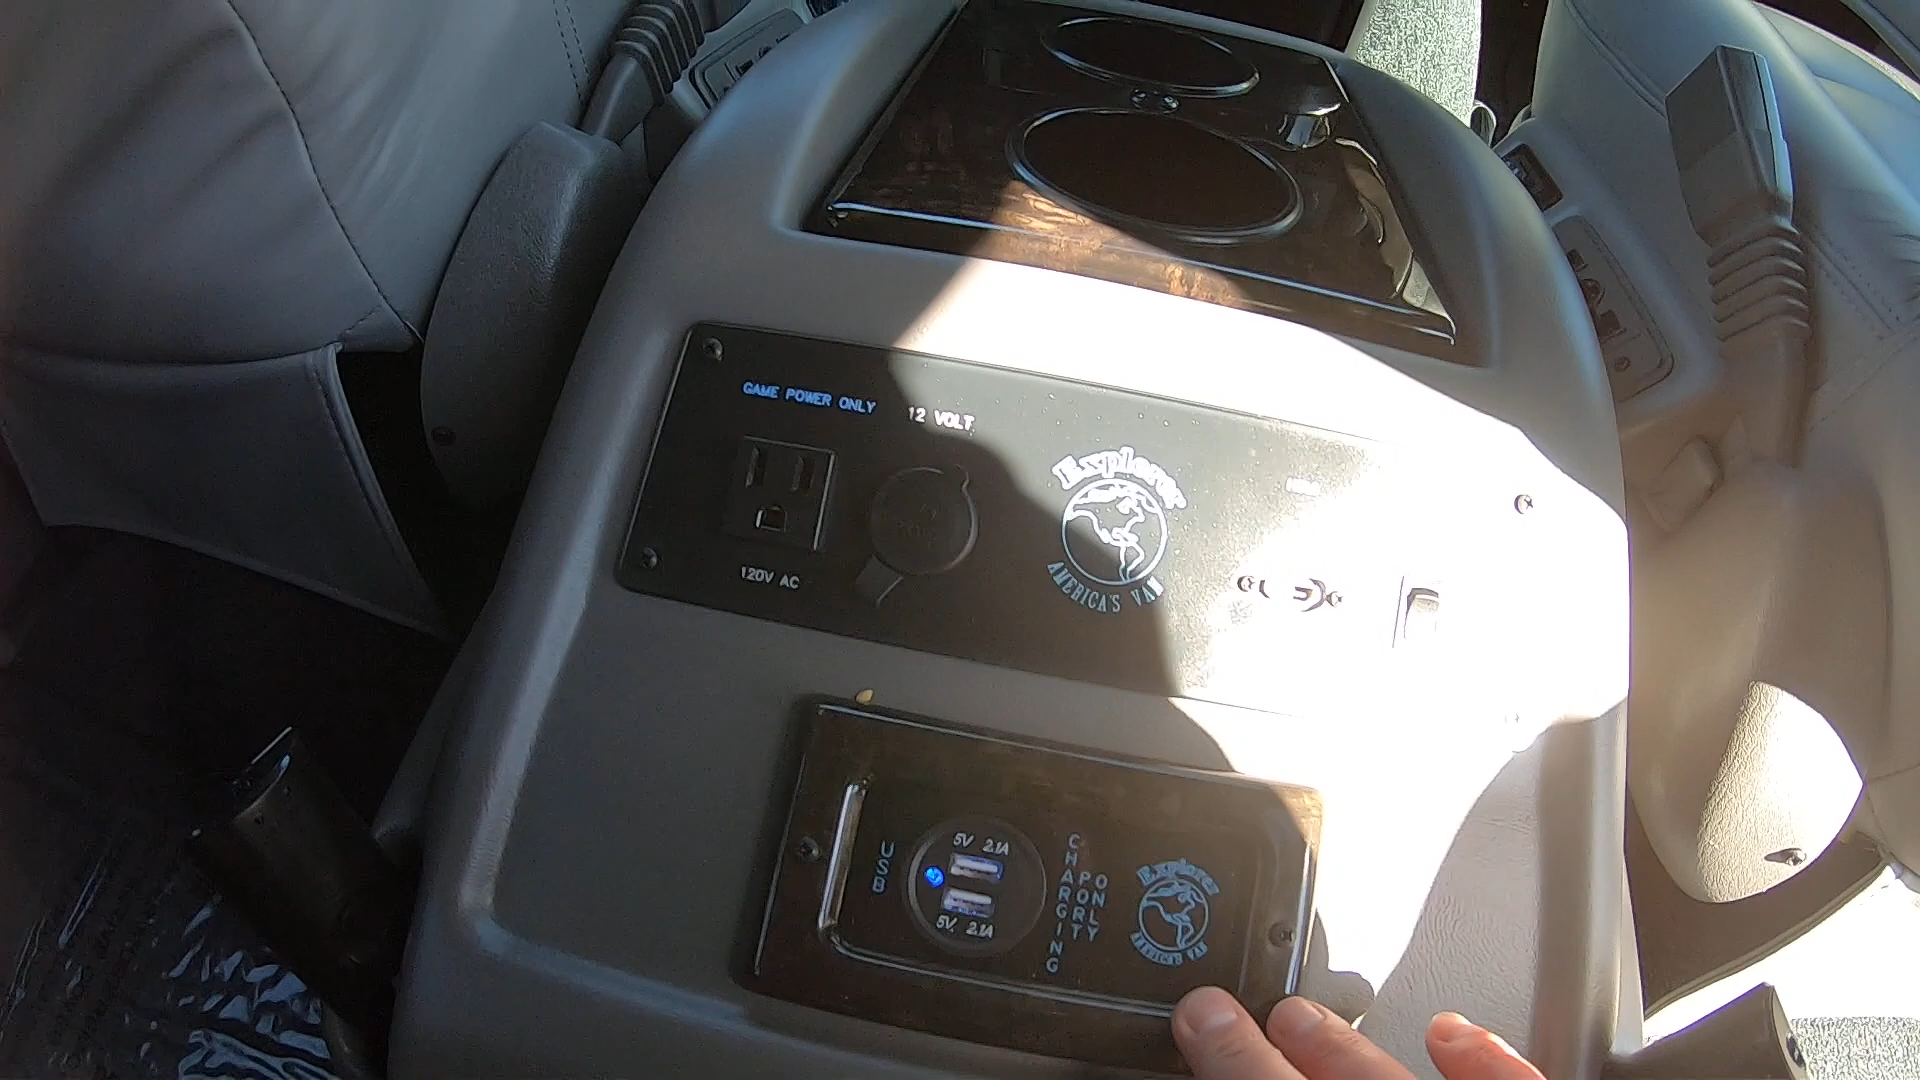 GAME POWER ONLY
12 VOLT
Explorer
AMERICA'S VAN
120V AC
USB
5V 2.1A
5V. 2.1A
CHARGING
PORT
ONLY
Explorer
AMERICA'S VAN